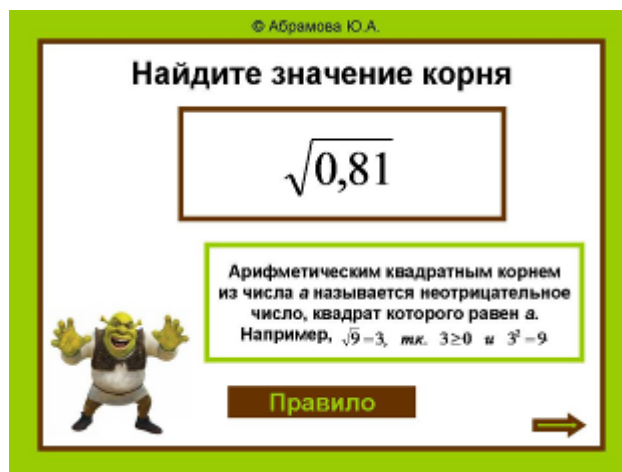 © Абрамова Ю.А.
Найдите значение корня
√0,81
Арифметическим квадратным корнем
из числа а называется неотрицательное
число, квадрат которого равен а.
Например, √9=3, тк. 3≥0 и 3²=9
Правило